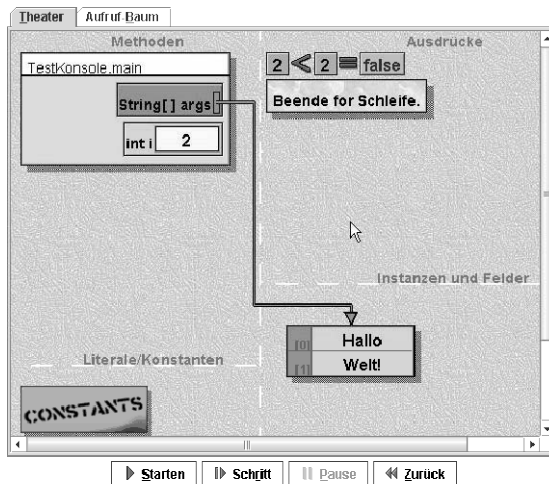 Theater Aufruf-Baum
Methoden
TestKonsole.main
String[] args
int i 2
Ausdrücke
2 < 2 = false
Beende for Schleife.
Instanzen und Felder
[0] Hallo
[1] Welt!
Literale/Konstanten
CONSTANTS
Starten Schritt Pause Zurück